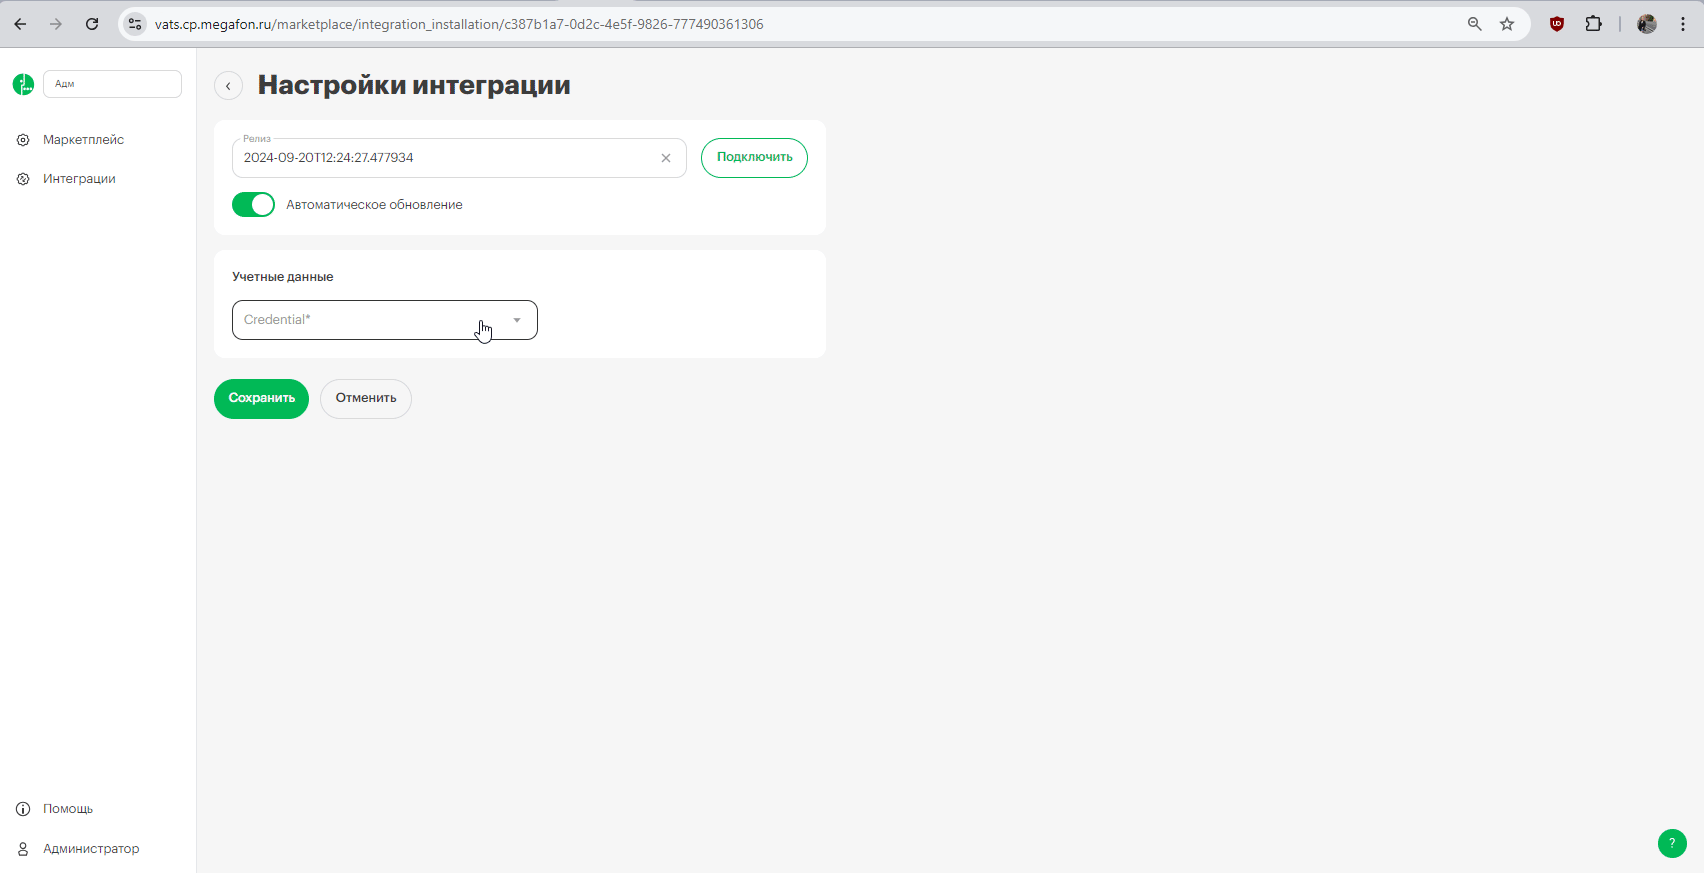 vats.cp.megafon.ru/marketplace/integration_installation/c387b1a7-0d2c-4e5f-9826-777490361306
Адм
Маркетплейс
Интеграции
Настройки интеграции
Релиз
2024-09-20T12:24:27.477934
Подключить
Автоматическое обновление
Учетные данные
Credential*
Сохранить
Отменить
Помощь
Администратор
?